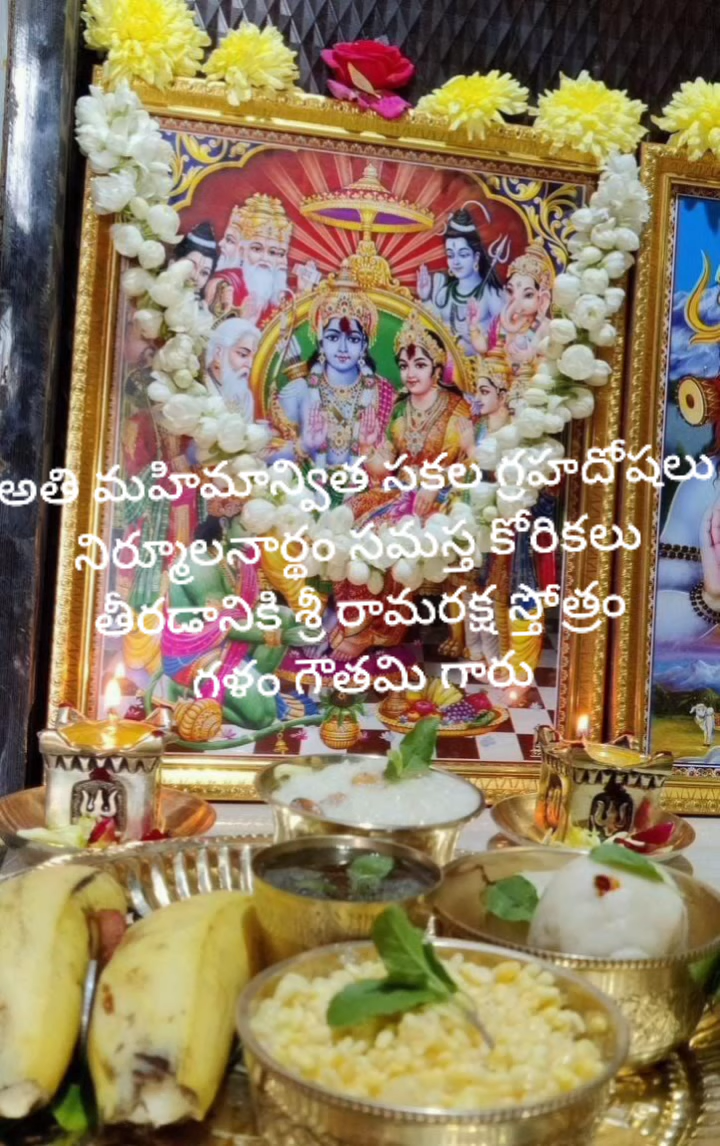 అతి మహిమాన్విత సకల గ్రహదోషలు
నిర్మూలనార్థం సమస్త కోరికలు
తీరడానికి శ్రీ రామరక్ష స్తోత్రం
గళం గౌతమి గారు